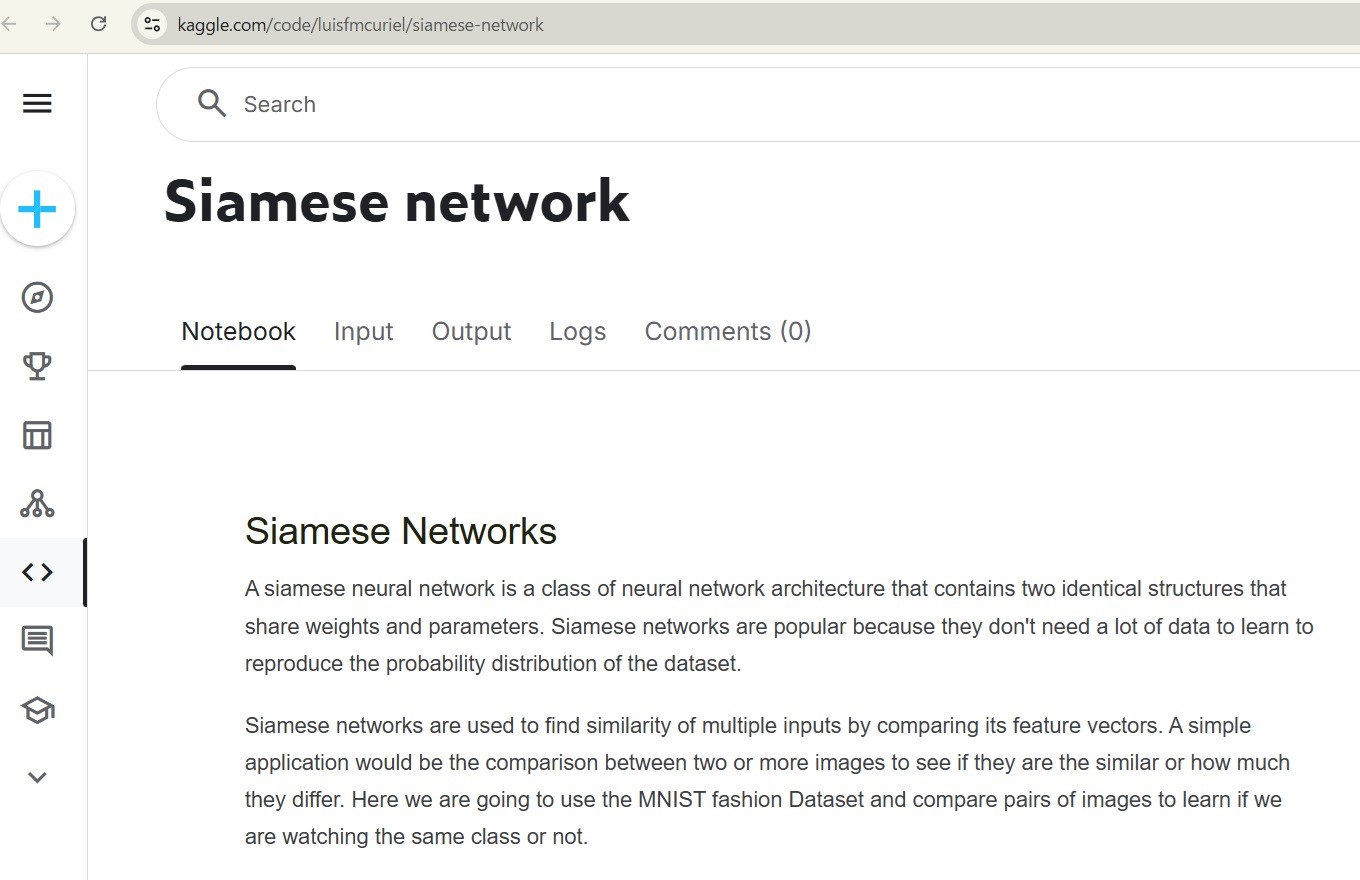 kaggle.com/code/luisfmcuriel/siamese-network
Search
Siamese network
Notebook Input Output Logs Comments (0)
Siamese Networks
A siamese neural network is a class of neural network architecture that contains two identical structures that
share weights and parameters. Siamese networks are popular because they don't need a lot of data to learn to
reproduce the probability distribution of the dataset.
Siamese networks are used to find similarity of multiple inputs by comparing its feature vectors. A simple
application would be the comparison between two or more images to see if they are the similar or how much
they differ. Here we are going to use the MNIST fashion Dataset and compare pairs of images to learn if we
are watching the same class or not.